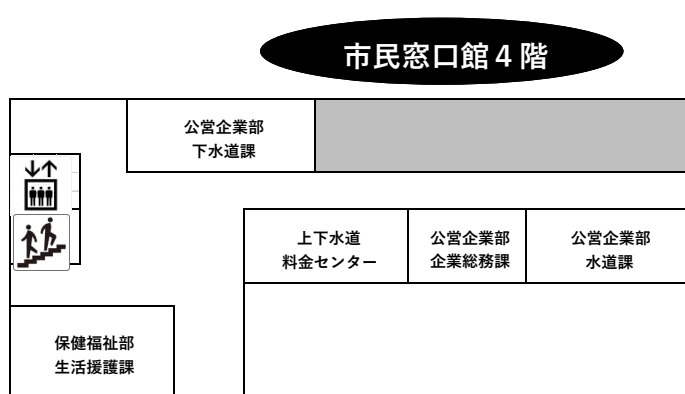 市民窓口館４階
公営企業部
下水道課
上下水道
料金センター
公営企業部
企業総務課
公営企業部
水道課
保健福祉部
生活援護課